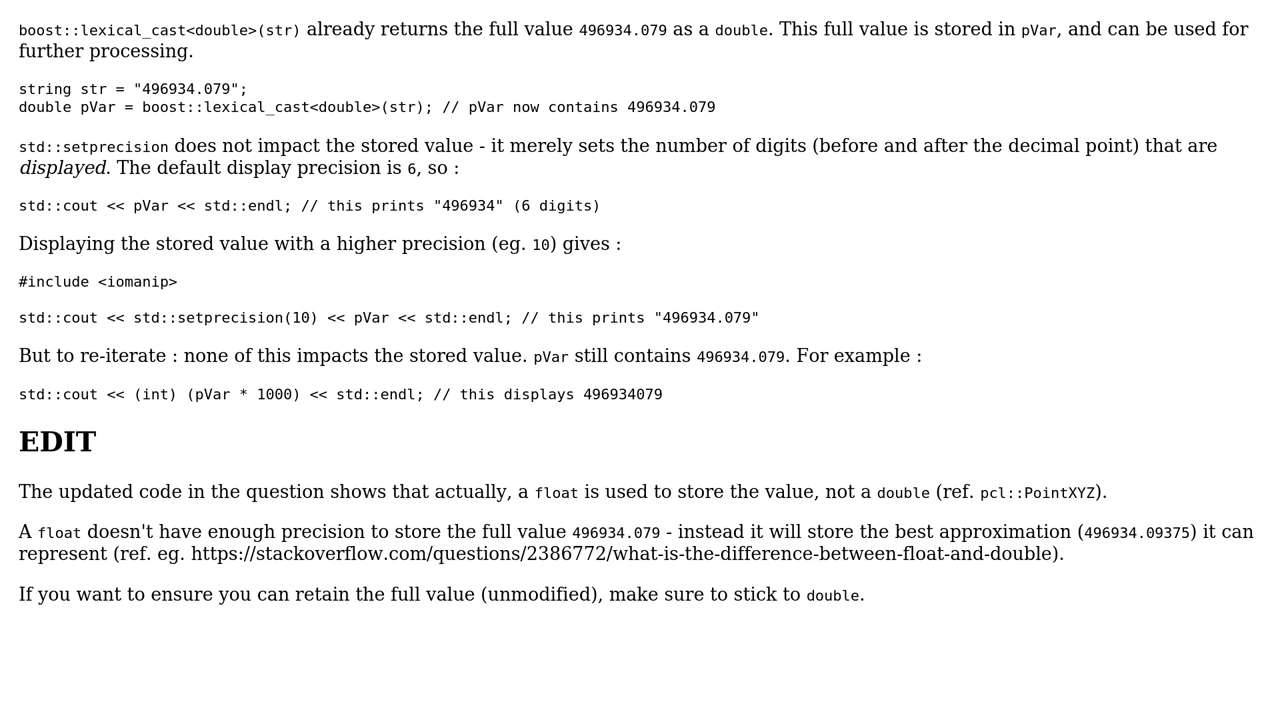 boost::lexical_cast<double>(str) already returns the full value 496934.079 as a double. This full value is stored in pVar, and can be used for
further processing.
string str = "496934.079";
double pVar = boost::lexical_cast<double>(str); // pVar now contains 496934.079
std::setprecision does not impact the stored value - it merely sets the number of digits (before and after the decimal point) that are
displayed. The default display precision is 6, so :
std::cout << pVar << std::endl; // this prints "496934" (6 digits)
Displaying the stored value with a higher precision (eg. 10) gives :
#include <iomanip>
std::cout << std::setprecision(10) << pVar << std::endl; // this prints "496934.079"
But to re-iterate : none of this impacts the stored value. pVar still contains 496934.079. For example :
std::cout << (int) (pVar * 1000) << std::endl; // this displays 496934079
EDIT
The updated code in the question shows that actually, a float is used to store the value, not a double (ref. pcl::PointXYZ).
A float doesn't have enough precision to store the full value 496934.079 - instead it will store the best approximation (496934.09375) it can
represent (ref. eg. https://stackoverflow.com/questions/2386772/what-is-the-difference-between-float-and-double).
If you want to ensure you can retain the full value (unmodified), make sure to stick to double.